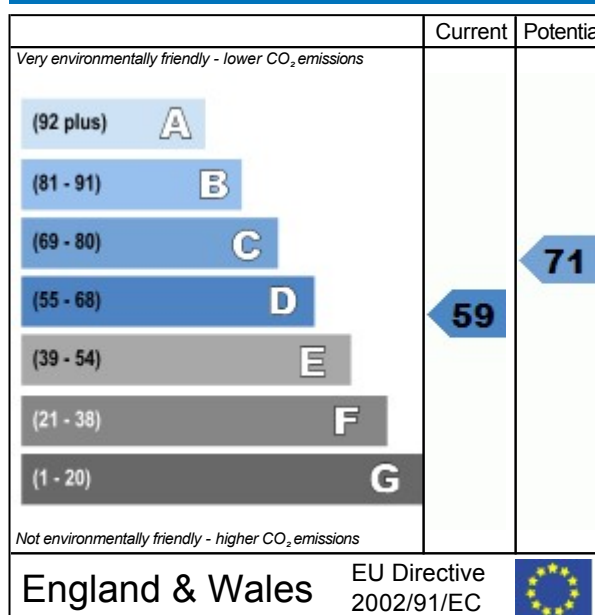 Current Potentia
Very environmentally friendly - lower CO₂ emissions
(92 plus) A
(81 - 91) B
(69 - 80) C
71
(55 - 68) D
59
(39 - 54) E
(21 - 38) F
(1 - 20) G
Not environmentally friendly - higher CO₂ emissions
England & Wales
EU Directive
2002/91/EC